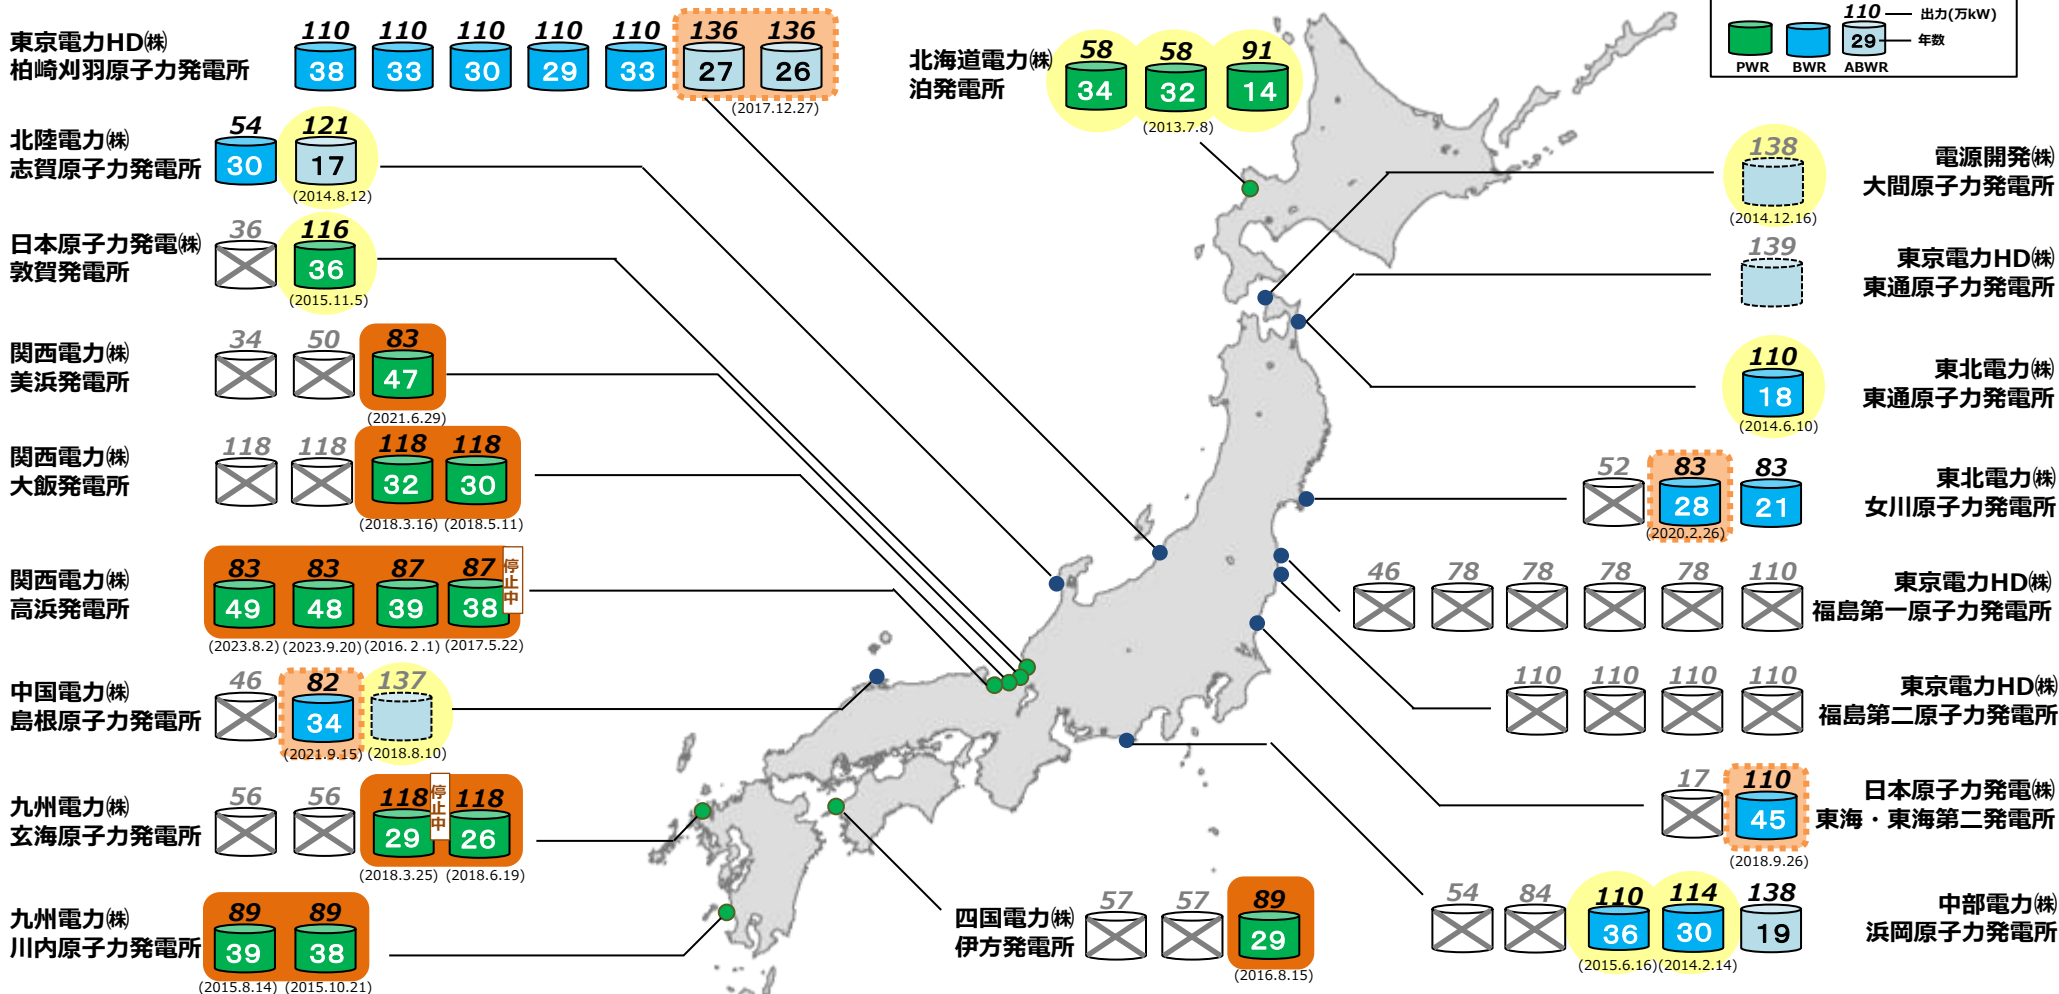 東京電力HD㈱
柏崎刈羽原子力発電所
110 110 110 110 110 136 136
38 33 30 29 33 27 26
(2017.12.27)
北海道電力㈱
泊発電所
58 58 91
34 32 14
(2013.7.8)
110 出力(万kW)
29 年数
PWR BWR ABWR
北陸電力㈱
志賀原子力発電所
54 121
30 17
(2014.8.12)
日本原子力発電㈱
敦賀発電所
36 116
36
(2015.11.5)
関西電力㈱
美浜発電所
34 50 83
47
(2021.6.29)
関西電力㈱
大飯発電所
118 118 118 118
32 30
(2018.3.16) (2018.5.11)
関西電力㈱
高浜発電所
83 83 87 87
停止中
49 48 39 38
(2023.8.2) (2023.9.20) (2016.2.1) (2017.5.22)
中国電力㈱
島根原子力発電所
46 82 137
34
(2021.9.15) (2018.8.10)
九州電力㈱
玄海原子力発電所
56 56 118 118
停止中
29 26
(2018.3.25) (2018.6.19)
九州電力㈱
川内原子力発電所
89 89
39 38
(2015.8.14) (2015.10.21)
四国電力㈱
伊方発電所
57 57 89
29
(2016.8.15)
138
電源開発㈱
大間原子力発電所
(2014.12.16)
139
東京電力HD㈱
東通原子力発電所
110
18
東北電力㈱
東通原子力発電所
(2014.6.10)
52 83 83
28 21
東北電力㈱
女川原子力発電所
(2020.2.26)
46 78 78 78 78 110
東京電力HD㈱
福島第一原子力発電所
110 110 110 110
東京電力HD㈱
福島第二原子力発電所
17 110
45
日本原子力発電㈱
東海・東海第二発電所
(2018.9.26)
54 84 110 114 138
36 30 19
中部電力㈱
浜岡原子力発電所
(2015.6.16) (2014.2.14)